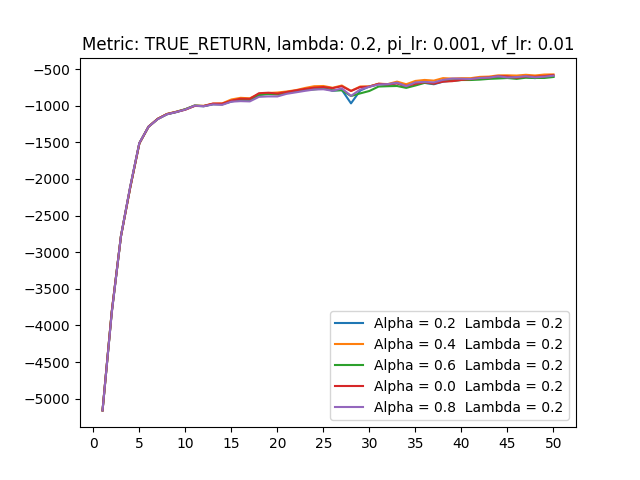 Metric: TRUE_RETURN, lambda: 0.2, pi_lr: 0.001, vf_lr: 0.01
−500
−1000
−1500
−2000
−2500
−3000
−3500
−4000
−4500
−5000
Alpha = 0.2 Lambda = 0.2
Alpha = 0.4 Lambda = 0.2
Alpha = 0.6 Lambda = 0.2
Alpha = 0.0 Lambda = 0.2
Alpha = 0.8 Lambda = 0.2
0 5 10 15 20 25 30 35 40 45 50